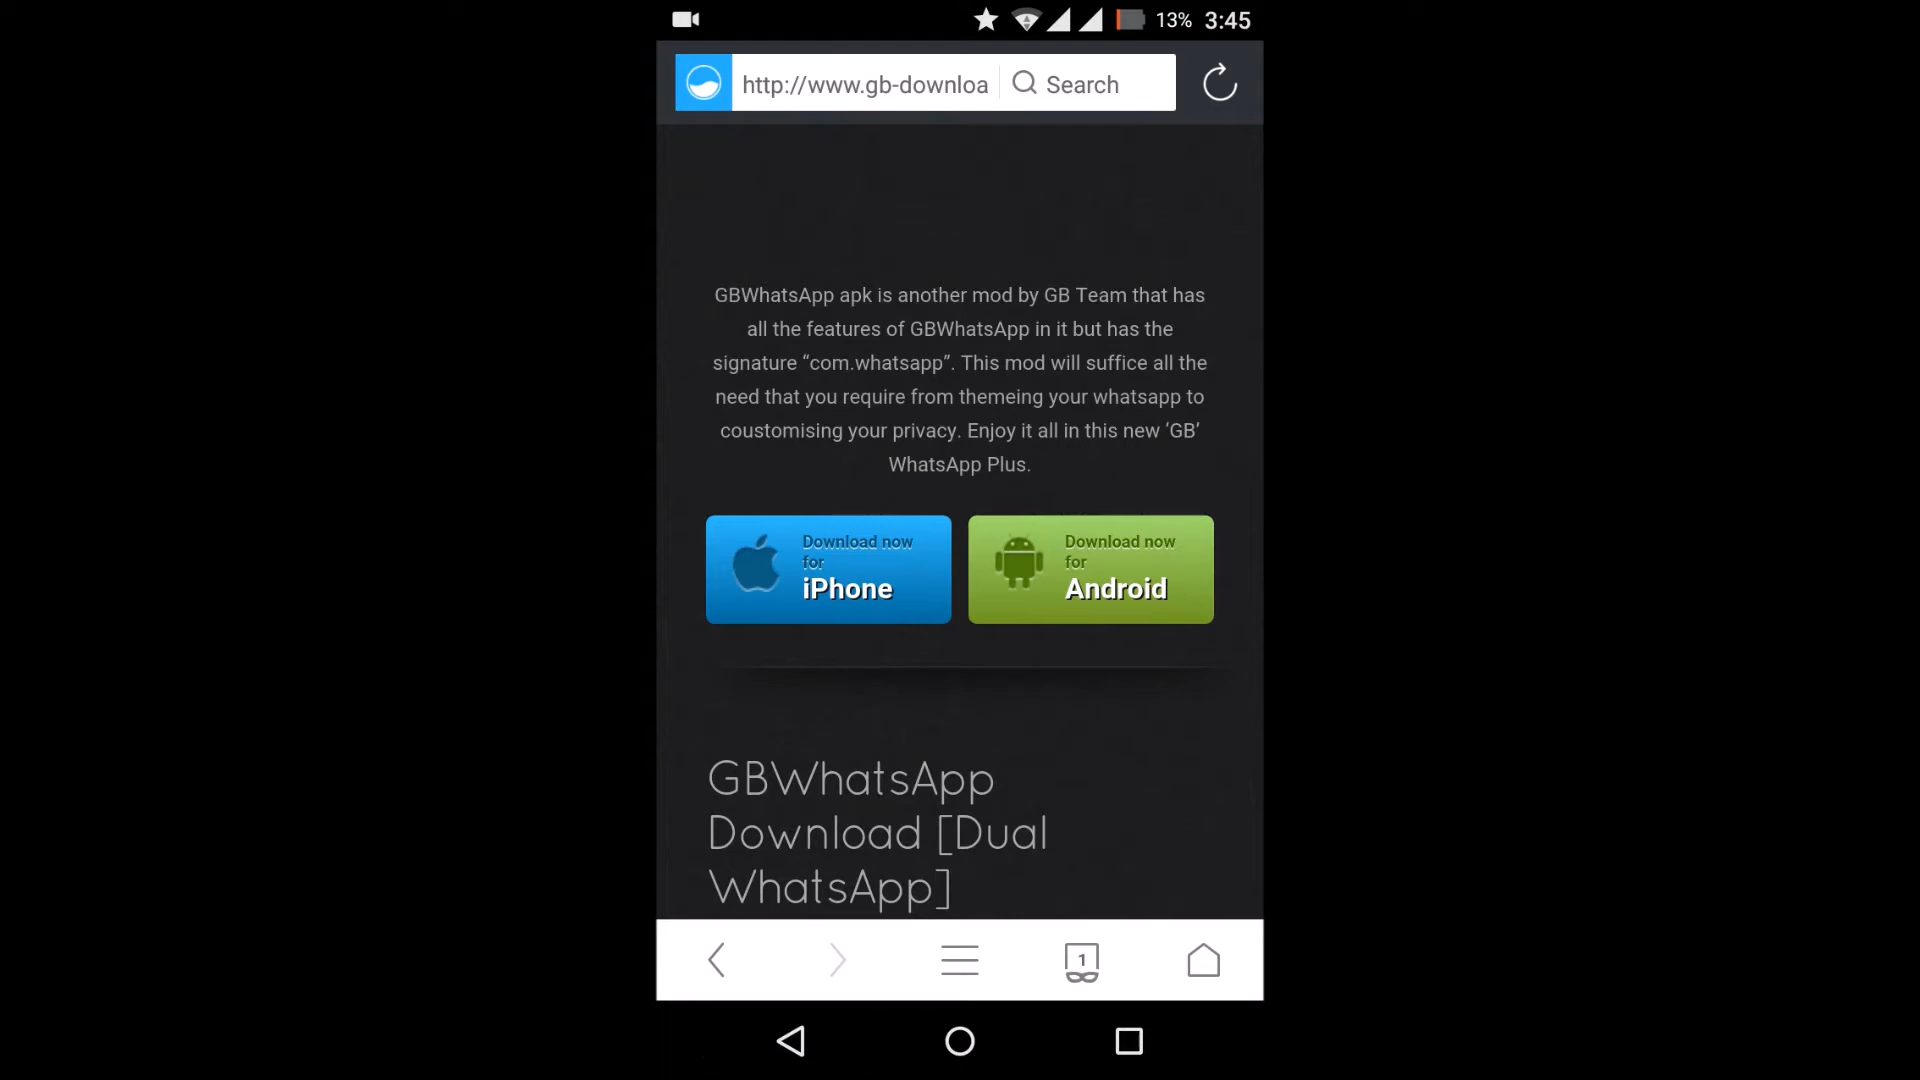 13% 3:45
http://www.gb-downloa Search
GBWhatsApp apk is another mod by GB Team that has
all the features of GBWhatsApp in it but has the
signature “com.whatsapp”. This mod will suffice all the
need that you require from themeing your whatsapp to
coustomising your privacy. Enjoy it all in this new ‘GB’
WhatsApp Plus.
Download now
for
iPhone
Download now
for
Android
GBWhatsApp
Download [Dual
WhatsApp]
1